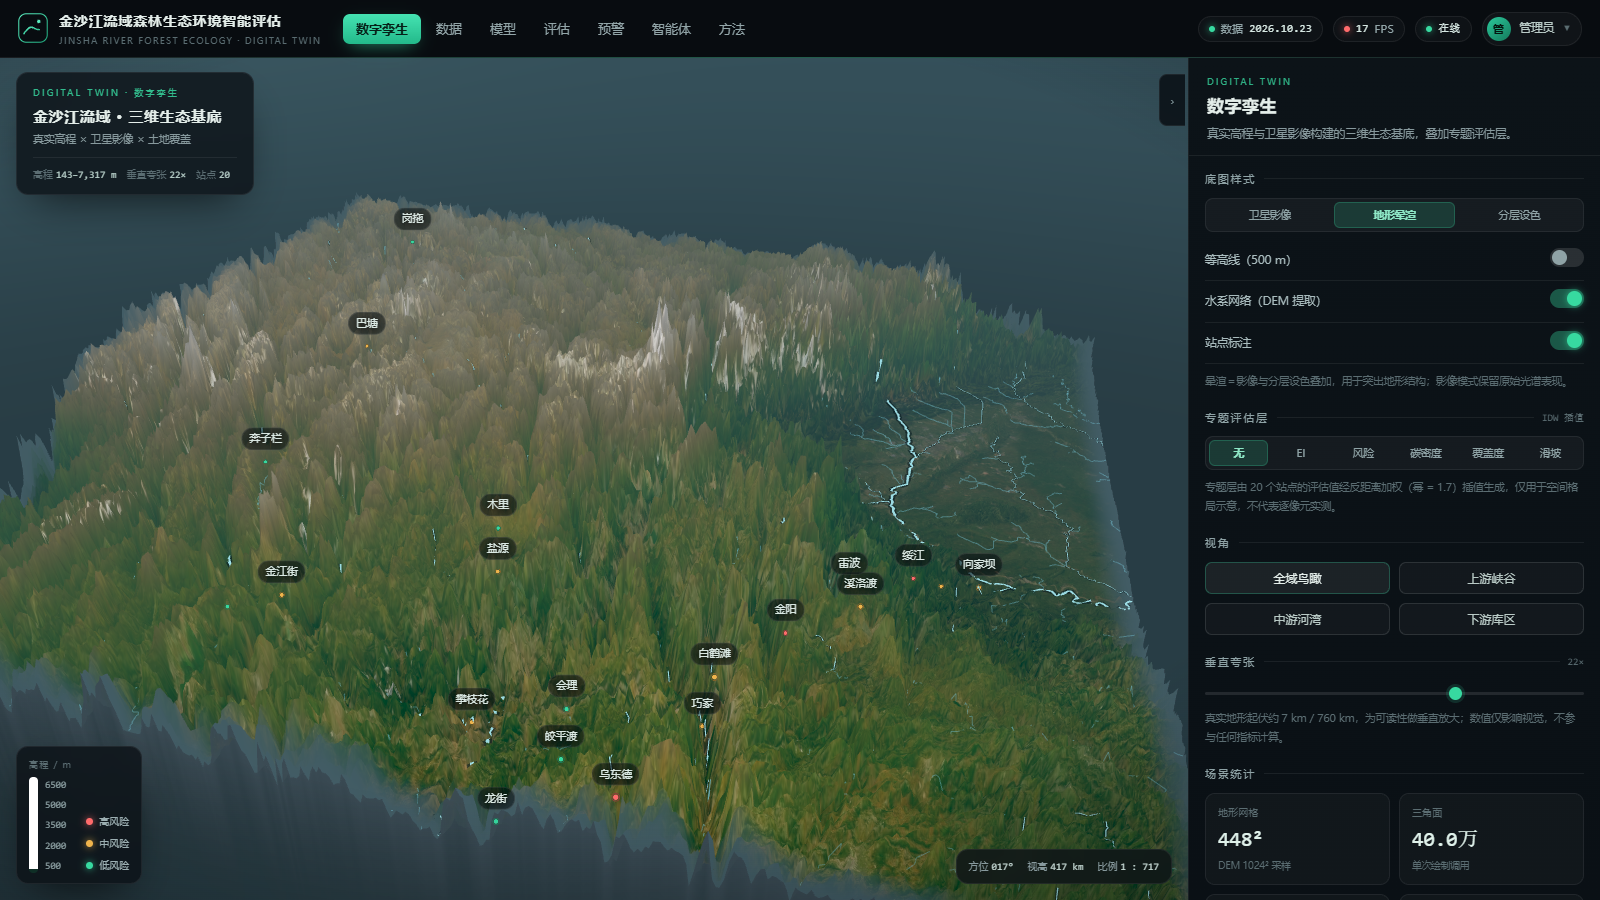 金沙江流域森林生态环境智能评估
JINSHA RIVER FOREST ECOLOGY · DIGITAL TWIN
数字孪生
数据
模型
评估
预警
智能体
方法
数据 2026.10.23
17 FPS
在线
管
管理员
DIGITAL TWIN · 数字孪生
金沙江流域 • 三维生态基底
真实高程 × 卫星影像 × 土地覆盖
高程 143–7,317 m 垂直夸张 22× 站点 20
岗拖
巴塘
奔子栏
木里
盐源
金江街
雷波
绥江
向家坝
溪洛渡
金阳
白鹤滩
会理
攀枝花
巧家
皎平渡
乌东德
龙街
高程 / m
6500
5000
3500
2000
500
高风险
中风险
低风险
方位 017° 视高 417 km 比例 1 : 717
DIGITAL TWIN
数字孪生
真实高程与卫星影像构建的三维生态基底，叠加专题评估层。
底图样式
卫星影像
地形晕渲
分层设色
等高线（500 m）
水系网络（DEM 提取）
站点标注
晕渲＝影像与分层设色叠加，用于突出地形结构；影像模式保留原始光谱表现。
专题评估层
IDW 插值
无
EI
风险
碳密度
覆盖度
滑坡
专题层由 20 个站点的评估值经反距离加权（幂 = 1.7）插值生成，仅用于空间格
局示意，不代表逐像元实测。
视角
全域鸟瞰
上游峡谷
中游河湾
下游库区
垂直夸张
22×
真实地形起伏约 7 km / 760 km，为可读性做垂直放大；数值仅影响视觉，不参
与任何指标计算。
场景统计
地形网格
448²
DEM 1024² 采样
三角面
40.0万
单次绘制调用